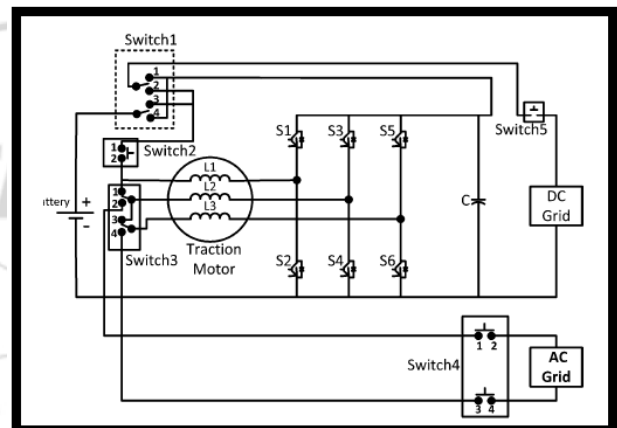 Switch1
1
2
3
4
Switch5
1
2
Switch2
S1
S3
S5
L1
L2
L3
1
2
3
4
Switch3
Traction
Motor
ttery
+
-
C
DC
Grid
S2
S4
S6
Switch4
1 2
3 4
AC
Grid